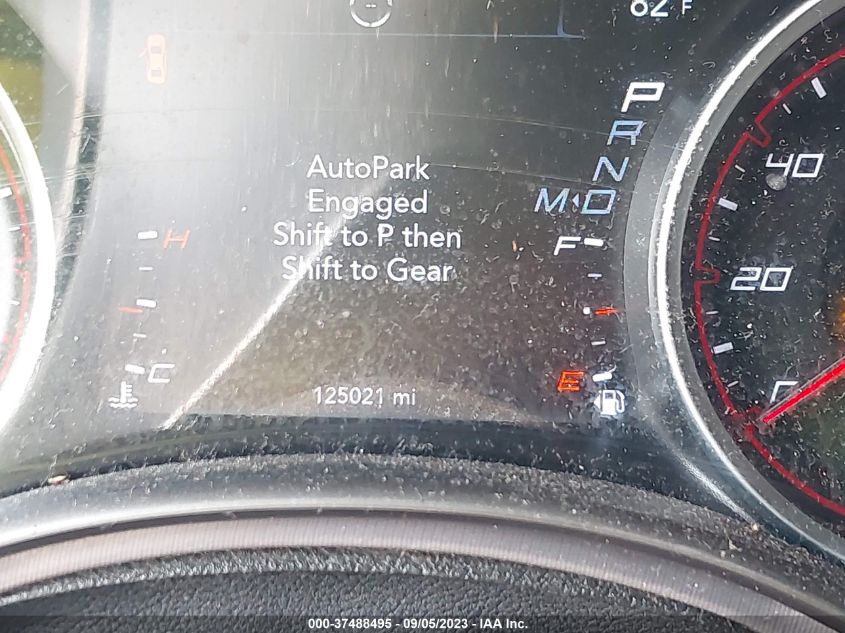 82 F
P
R
N
M D
AutoPark
Engaged
Shift to P then
Shift to Gear
H
F
C
E
125021 mi
40
20
000-37488495 - 09/05/2023 - © IAA, Inc.